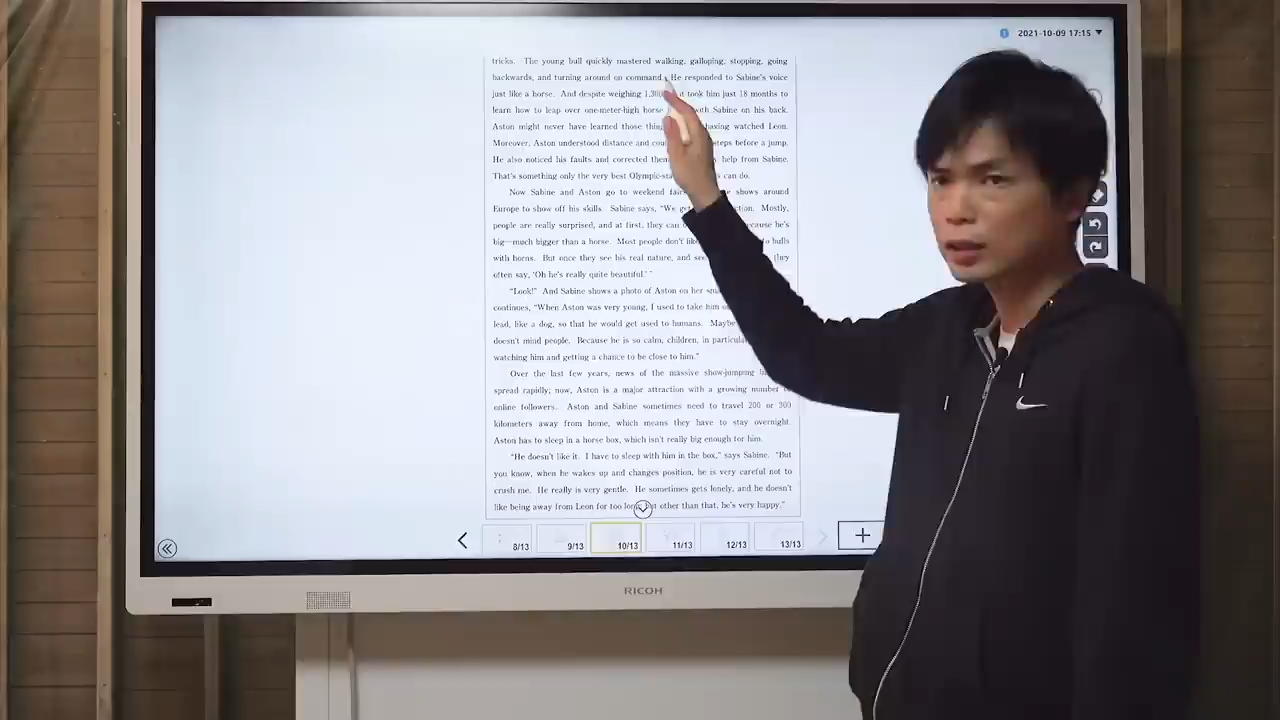 2021-10-09 17:15
tricks. The young bull quickly mastered walking, galloping, stopping, going
backwards, and turning around on command. He responded to Sabine's voice
just like a horse. And despite weighing it took him just 18 months to
learn how to leap over one-meter-high horse with Sabine on his back.
Aston might never have learned those having watched Leon.
Moreover, Aston understood distance and steps before a jump.
He also noticed his faults and corrected help from Sabine.
That's something only the very best can do.
Now Sabine and Aston go to weekend shows around
Europe to show off his skills. Sabine says, "We Mostly,
people are really surprised, and at first, they can he's
big—much bigger than a horse. Most people don't bulls
with horns. But once they see his real nature, and they
often say, 'Oh he's really quite beautiful.'"
"Look!" And Sabine shows a photo of Aston on her
continues, "When Aston was very young, I used to take him
lead, like a dog, so that he would get used to humans.
doesn't mind people. Because he is so calm, children, in
watching him and getting a chance to be close to him."
Over the last few years, news of the massive show-jumping
spread rapidly; now, Aston is a major attraction with a growing
online followers. Aston and Sabine sometimes need to travel 200 or 300
kilometers away from home, which means they have to stay overnight.
Aston has to sleep in a horse box, which isn't really big enough for him.
"He doesn't like it. I have to sleep with him in the box," says Sabine. "But
you know, when he wakes up and changes position, he is very careful not to
crush me. He really is very gentle. He sometimes gets lonely, and he doesn't
like being away from Leon for too other than that, he's very happy."
8/13 9/13 10/13 11/13 12/13 13/13
RICOH